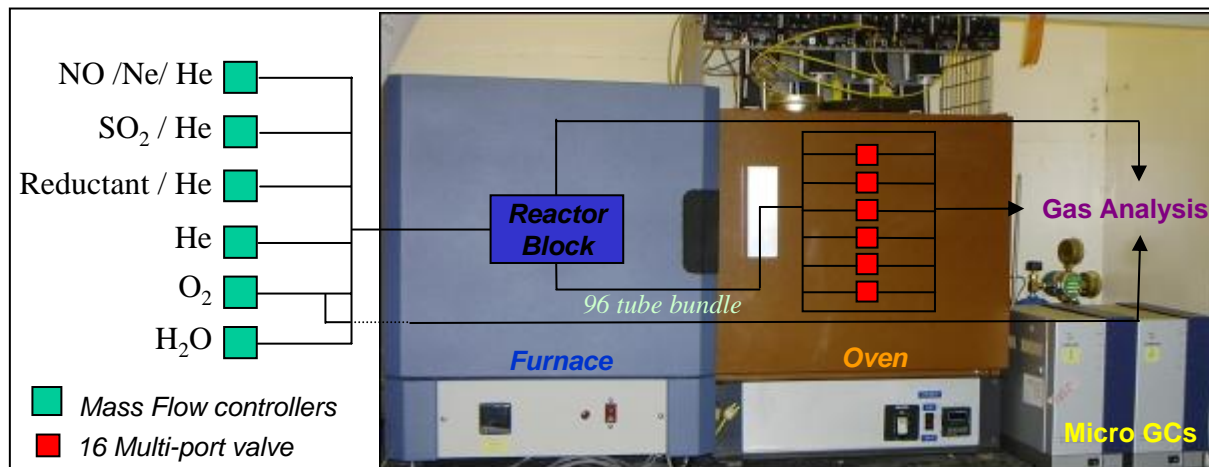 NO /Ne/ He
SO₂ / He
Reductant / He
He
O₂
H₂O
Mass Flow controllers
16 Multi-port valve
Reactor
Block
96 tube bundle
Furnace
Oven
Gas Analysis
Micro GCs